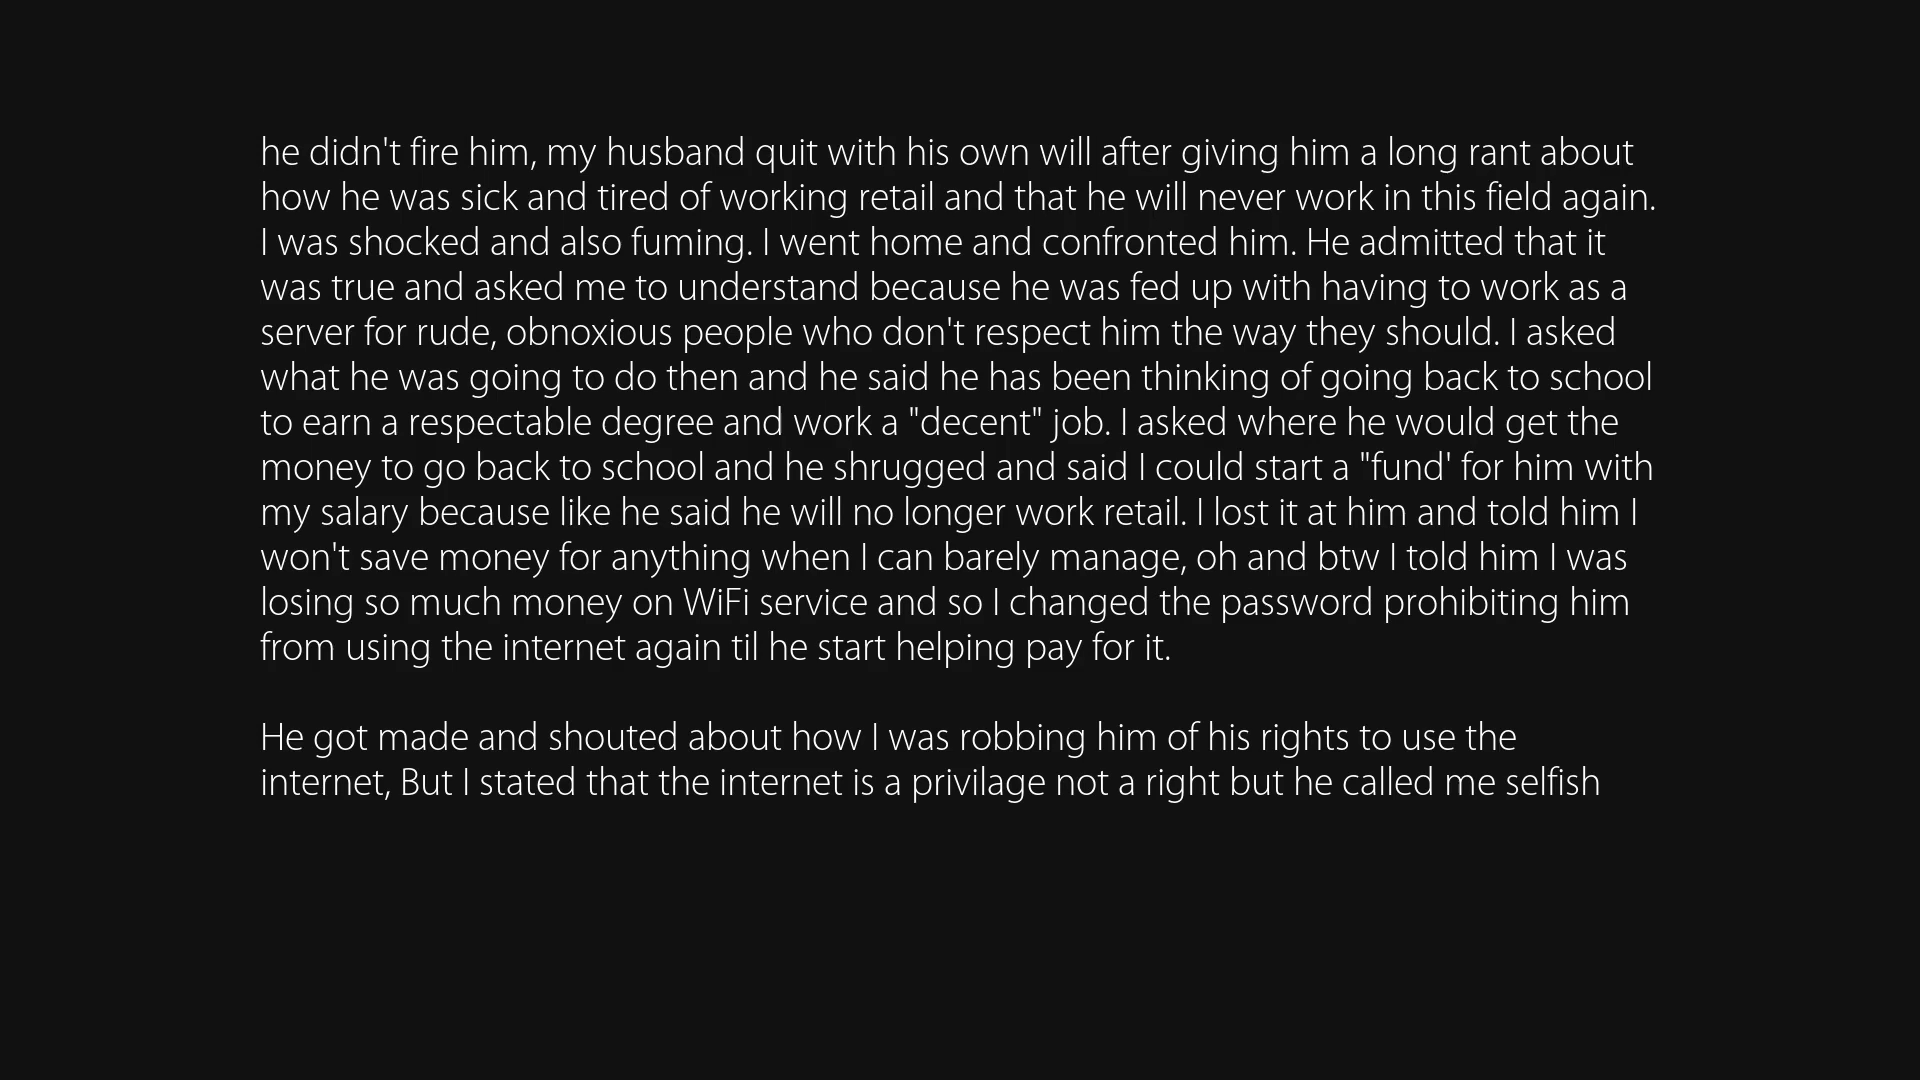 he didn't fire him, my husband quit with his own will after giving him a long rant about
how he was sick and tired of working retail and that he will never work in this field again.
I was shocked and also fuming. I went home and confronted him. He admitted that it
was true and asked me to understand because he was fed up with having to work as a
server for rude, obnoxious people who don't respect him the way they should. I asked
what he was going to do then and he said he has been thinking of going back to school
to earn a respectable degree and work a "decent" job. I asked where he would get the
money to go back to school and he shrugged and said I could start a "fund' for him with
my salary because like he said he will no longer work retail. I lost it at him and told him I
won't save money for anything when I can barely manage, oh and btw I told him I was
losing so much money on WiFi service and so I changed the password prohibiting him
from using the internet again til he start helping pay for it.

He got made and shouted about how I was robbing him of his rights to use the
internet, But I stated that the internet is a privilage not a right but he called me selfish